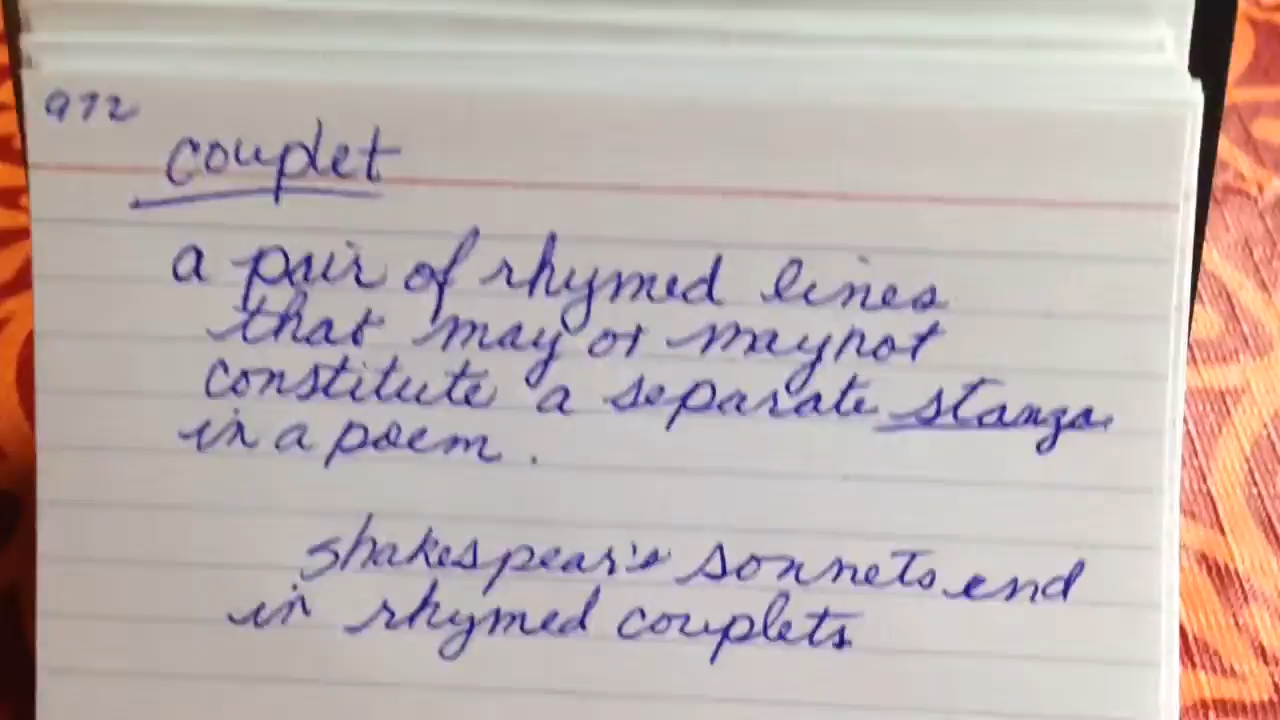 972
couplet
a pair of rhymed lines
that may or may not
constitute a separate stanza
in a poem.
shakespear's sonnets end
in rhymed couplets